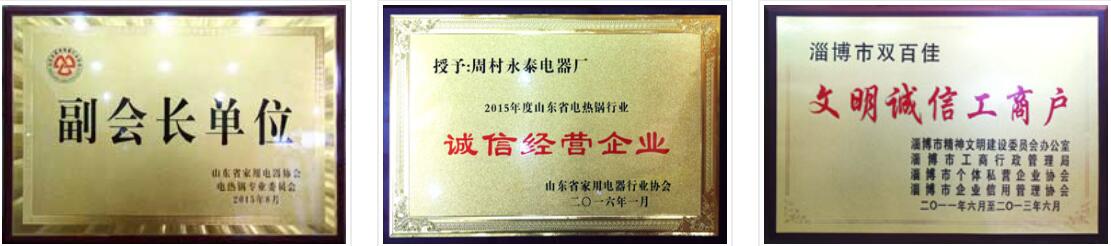 副会长单位
山东省家用电器协会
电热锅专业委员会
2015年8月
授予:周村永泰电器厂
2015年度山东省电热锅行业
诚信经营企业
山东省家用电器行业协会
二〇一六年一月
淄博市双百佳
文明诚信工商户
淄博市精神文明建设委员会办公室
淄博市工商行政管理局
淄博市个体私营企业协会
淄博市企业信用管理协会
二〇一一年六月至二〇一三年六月